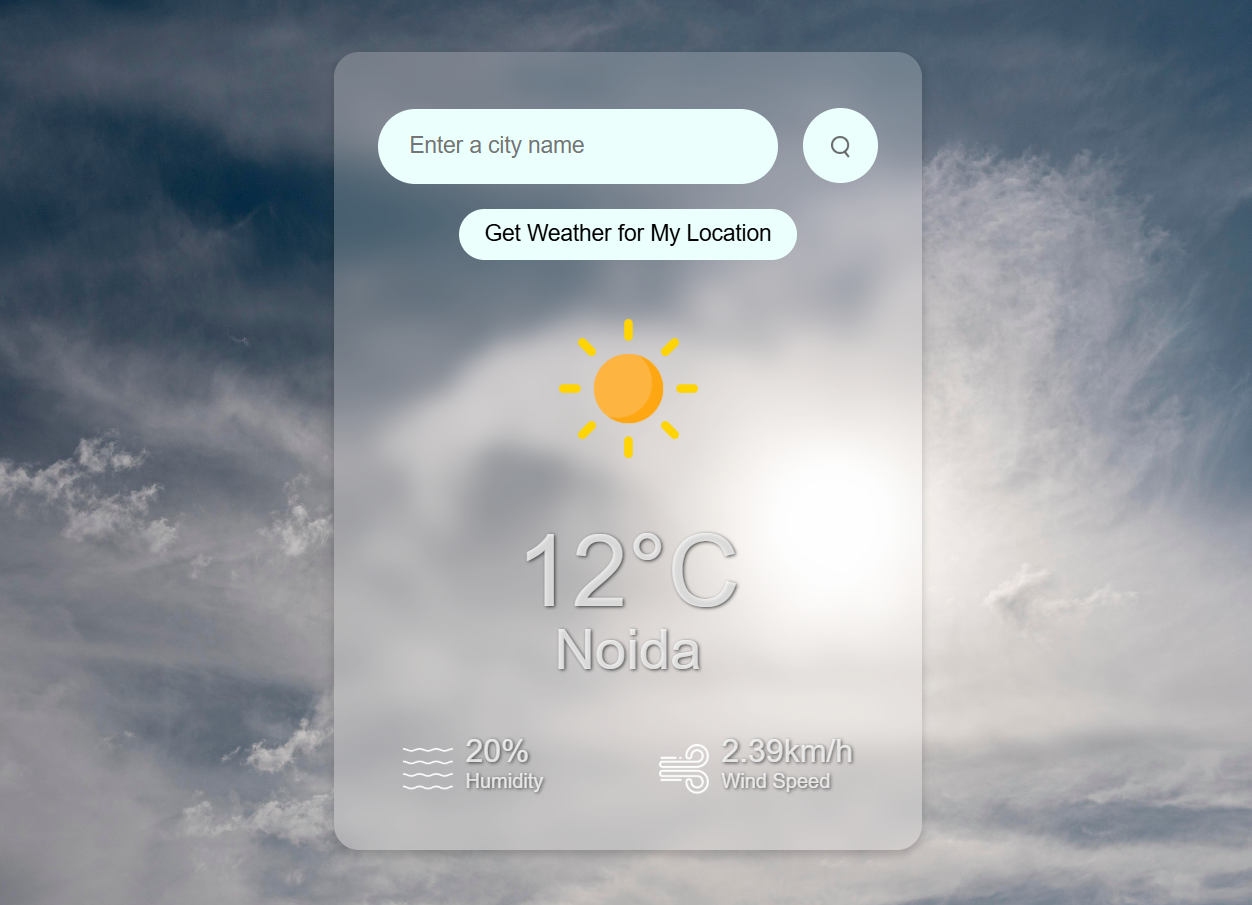 Enter a city name
Get Weather for My Location
12°C
Noida
20%
Humidity
2.39km/h
Wind Speed